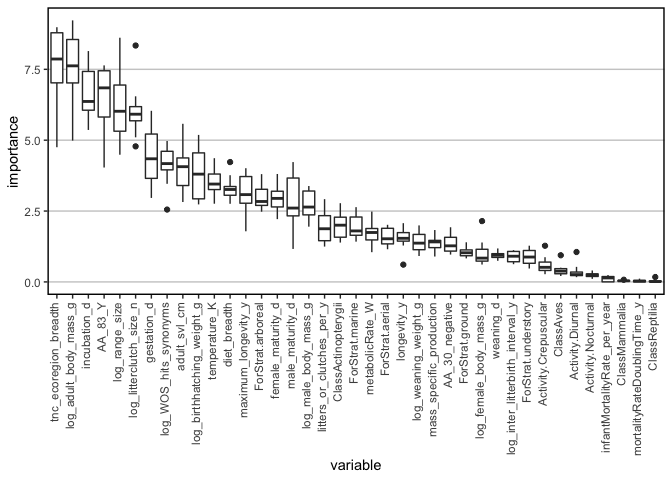 importance
7.5
5.0
2.5
0.0
tnc_ecoregion_breadth
log_adult_body_mass_g
incubation_d
AA_83_Y
log_range_size
log_litterclutch_size_n
gestation_d
log_WOS_hits_synonyms
adult_svl_cm
log_birthhatching_weight_g
temperature_K
diet_breadth
maximum_longevity_y
ForStrat.arboreal
female_maturity_d
male_maturity_d
log_male_body_mass_g
litters_or_clutches_per_y
ClassActinopterygii
ForStrat.marine
metabolicRate_W
ForStrat.aerial
longevity_y
log_weaning_weight_g
mass_specific_production
AA_30_negative
ForStrat.ground
log_female_body_mass_g
weaning_d
log_inter_litterbirth_interval_y
ForStrat.understory
Activity.Crepuscular
ClassAves
Activity.Diurnal
Activity.Nocturnal
infantMortalityRate_per_year
ClassMammalia
mortalityRateDoublingTime_y
ClassReptilia
variable